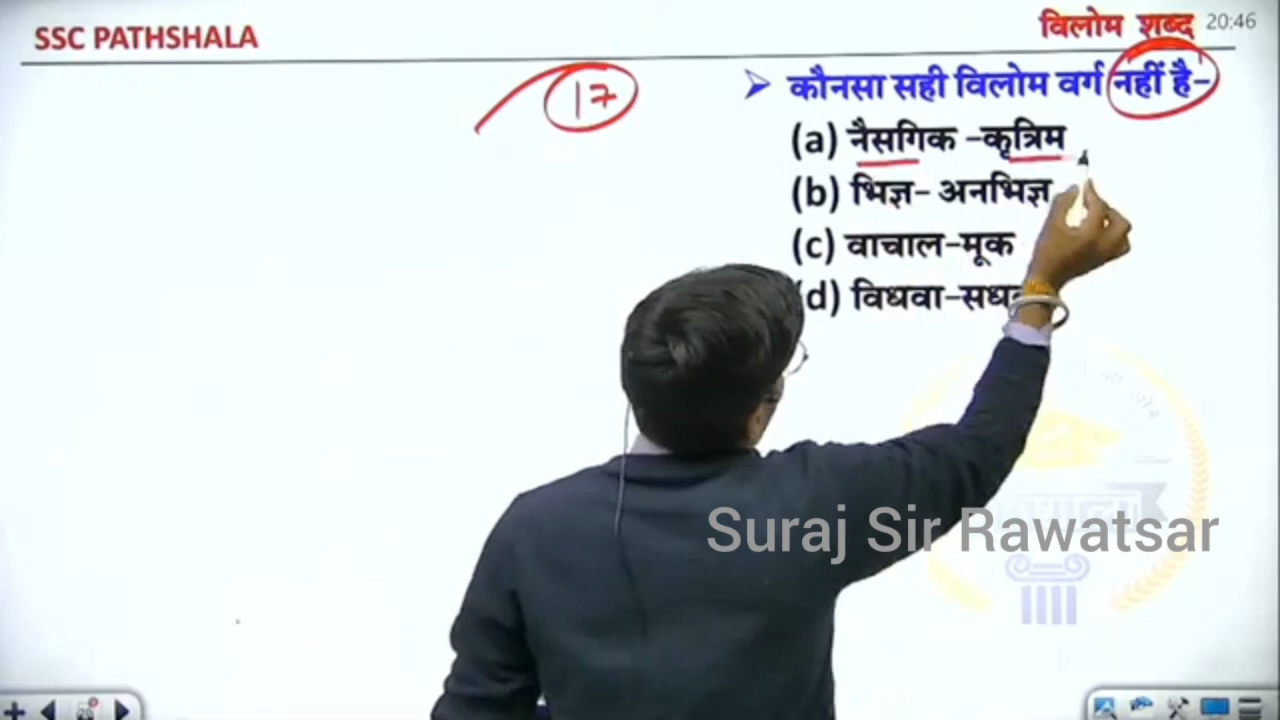 SSC PATHSHALA
विलोम शब्द 20:46
17
➢ कौनसा सही विलोम वर्ग नहीं है-
(a) नैसगिक -कृत्रिम
(b) भिज्ञ- अनभिज्ञ
(c) वाचाल-मूक
(d) विधवा-
Suraj Sir Rawatsar